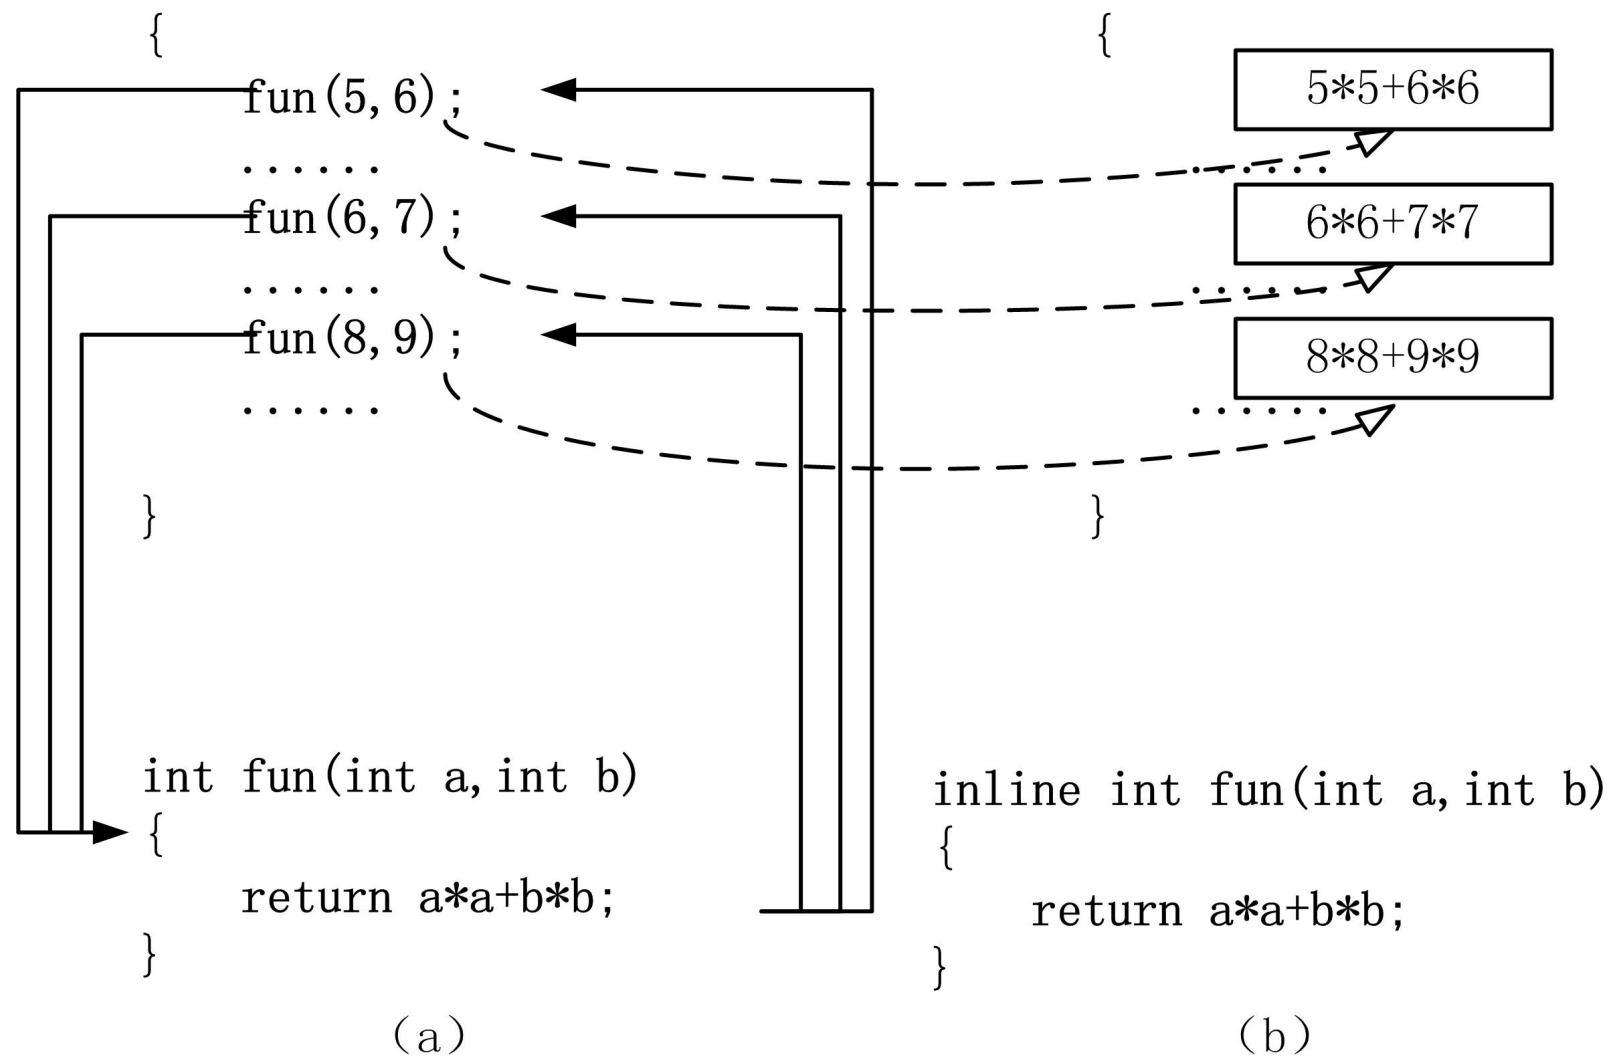 {
fun(5,6);
......
fun(6,7);
......
fun(8,9);
......
}
int fun(int a,int b)
{
return a*a+b*b;
}
(a)
{
5*5+6*6
......
6*6+7*7
......
8*8+9*9
......
}
inline int fun(int a,int b)
{
return a*a+b*b;
}
(b)